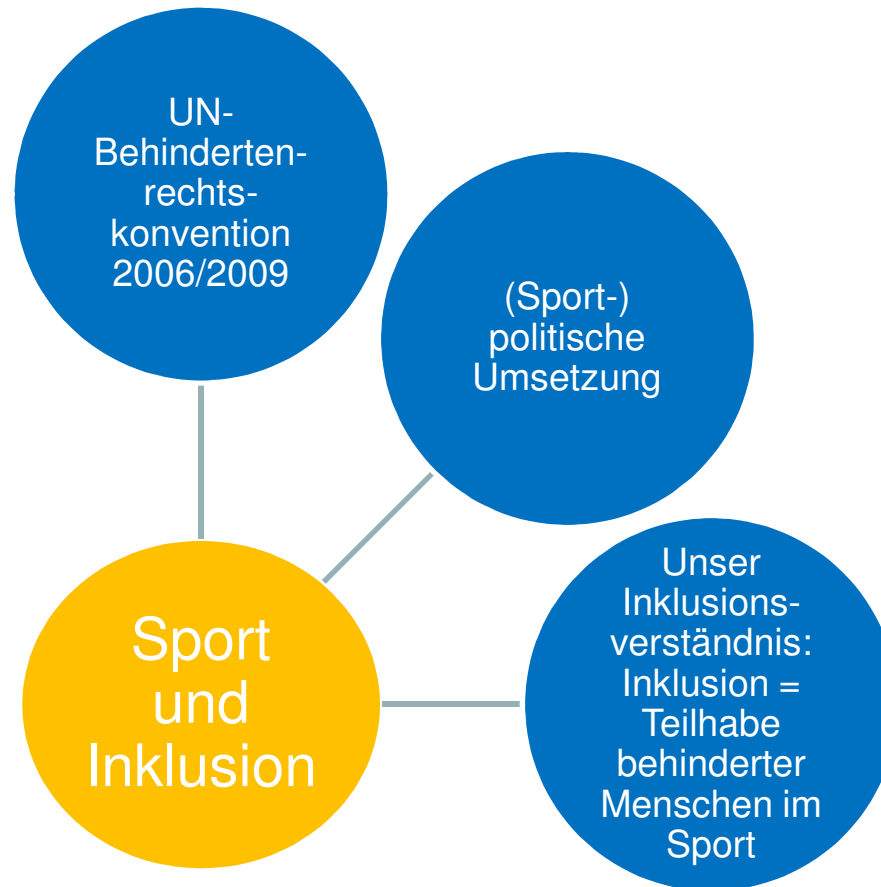 UN-
Behinderten-
rechts-
konvention
2006/2009
(Sport-)
politische
Umsetzung
Unser
Inklusions-
verständnis:
Inklusion =
Teilhabe
behinderter
Menschen im
Sport
Sport
und
Inklusion